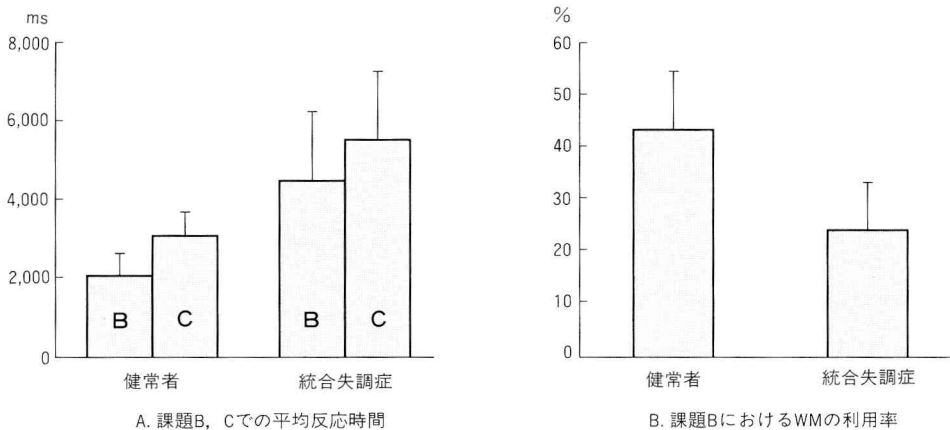 ms
8,000
6,000
4,000
2,000
0
B
C
B
C
健常者
統合失調症
A. 課題B，Cでの平均反応時間
%
60
50
40
30
20
10
0
健常者
統合失調症
B. 課題BにおけるWMの利用率